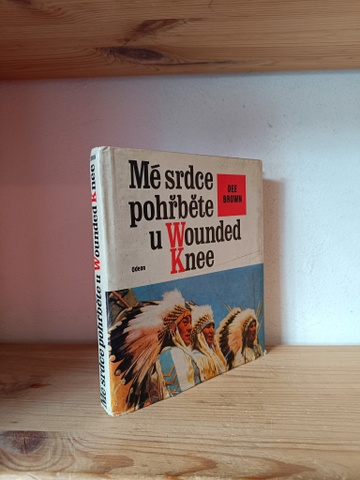 Mé srdce
pohřběte
u Wounded
Knee
DEE
BROWN
Odeon
Mé srdce pohřběte u Wounded Knee